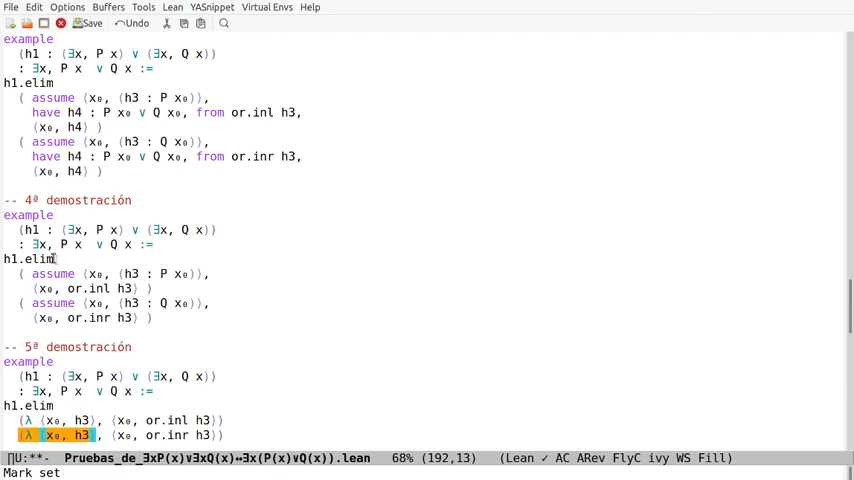 File Edit Options Buffers Tools Lean YASnippet Virtual Envs Help
Save Undo
example
(h1 : (∃x, P x) ∨ (∃x, Q x))
: ∃x, P x  ∨ Q x :=
h1.elim
( assume ⟨x₀, (h3 : P x₀)⟩,
have h4 : P x₀ ∨ Q x₀, from or.inl h3,
⟨x₀, h4⟩ )
( assume ⟨x₀, (h3 : Q x₀)⟩,
have h4 : P x₀ ∨ Q x₀, from or.inr h3,
⟨x₀, h4⟩ )
-- 4ª demostración
example
(h1 : (∃x, P x) ∨ (∃x, Q x))
: ∃x, P x  ∨ Q x :=
h1.elim
( assume ⟨x₀, (h3 : P x₀)⟩,
⟨x₀, or.inl h3⟩ )
( assume ⟨x₀, (h3 : Q x₀)⟩,
⟨x₀, or.inr h3⟩ )
-- 5ª demostración
example
(h1 : (∃x, P x) ∨ (∃x, Q x))
: ∃x, P x  ∨ Q x :=
h1.elim
(λ ⟨x₀, h3⟩, ⟨x₀, or.inl h3⟩)
(λ ⟨x₀, h3⟩, ⟨x₀, or.inr h3⟩)
∏U:**-  Pruebas_de_∃xP(x)∨∃xQ(x)↔∃x(P(x)∨Q(x)).lean  68% (192,13)  (Lean ✓ AC ARev FlyC ivy WS Fill)
Mark set